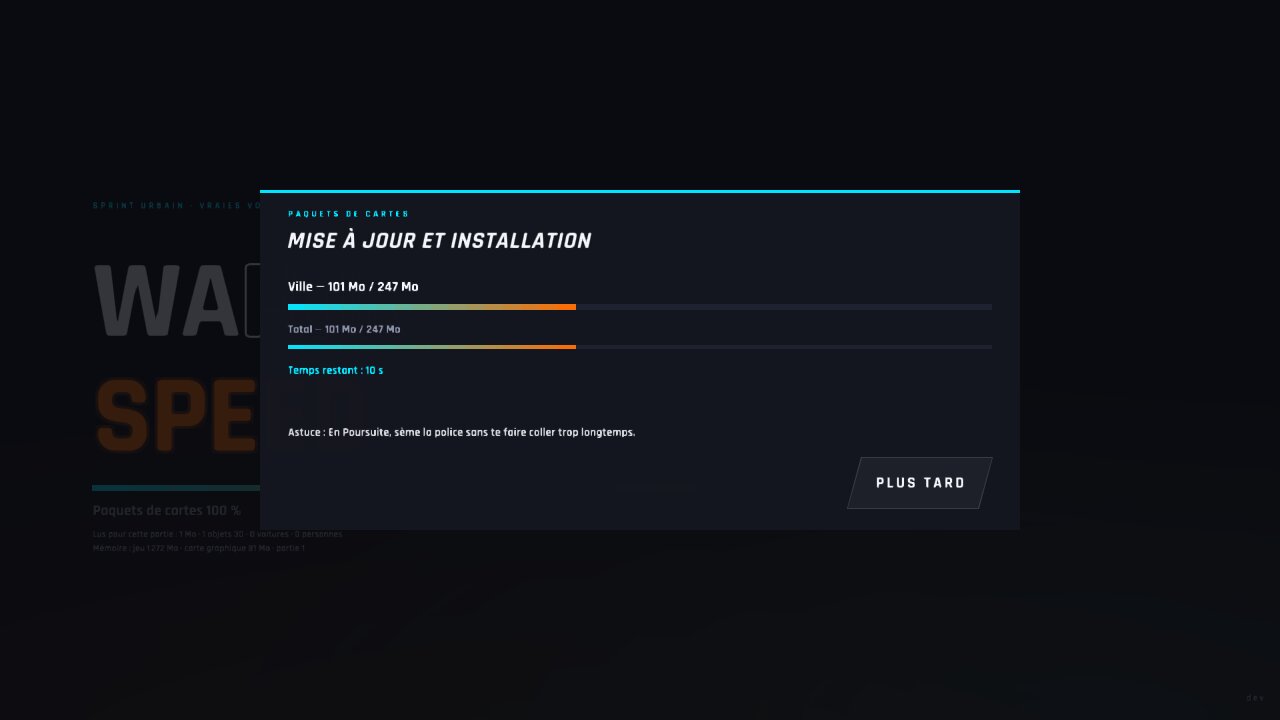 SPRINT URBAIN · VRAIES VO
PAQUETS DE CARTES
MISE À JOUR ET INSTALLATION
WA
Ville — 101 Mo / 247 Mo
Total — 101 Mo / 247 Mo
Temps restant : 10 s
SPEED
Astuce : En Poursuite, sème la police sans te faire coller trop longtemps.
PLUS TARD
Paquets de cartes 100 %
Lus pour cette partie : 1 Mo · 1 objets 3D · 0 voitures · 0 personnes
Mémoire : jeu 1 272 Mo · carte graphique 91 Mo · partie 1
dev